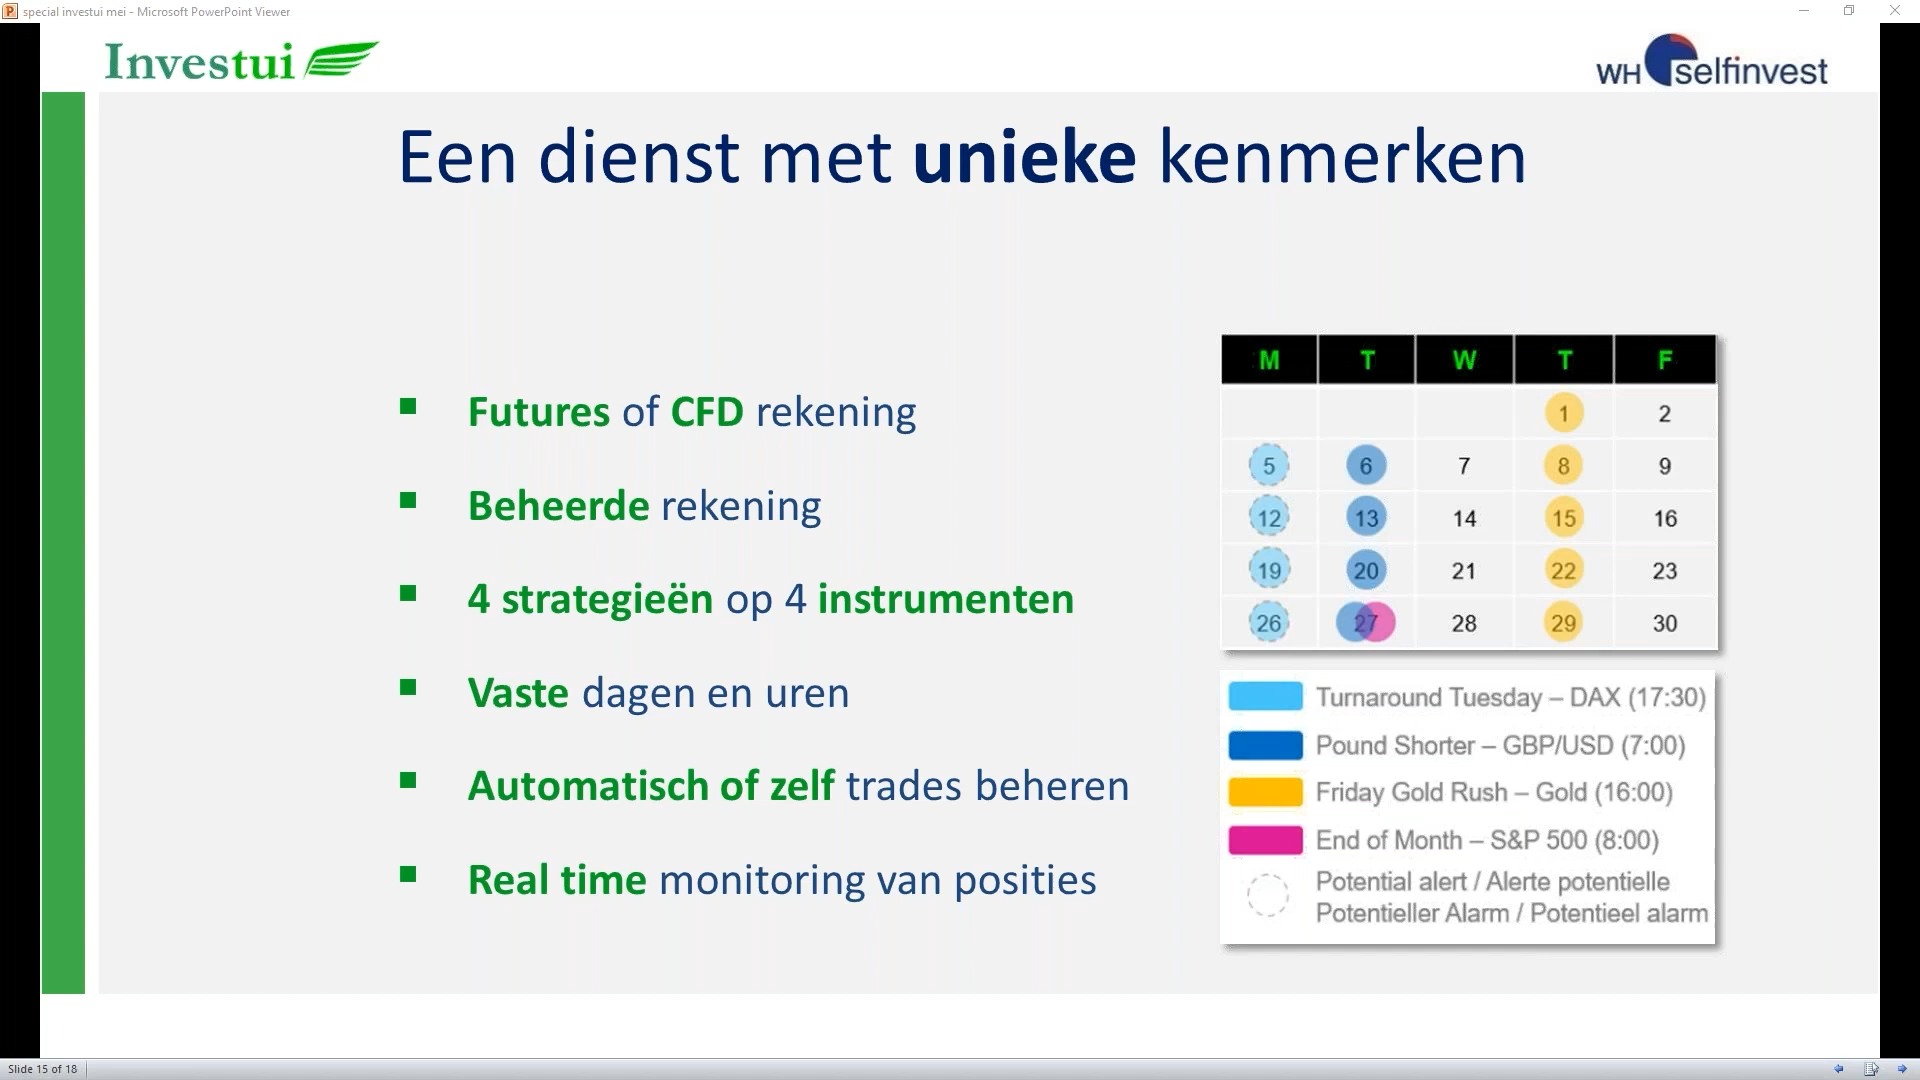 special investui mei - Microsoft PowerPoint Viewer
Investui
WH selfinvest
Een dienst met unieke kenmerken
Futures of CFD rekening
Beheerde rekening
4 strategieën op 4 instrumenten
Vaste dagen en uren
Automatisch of zelf trades beheren
Real time monitoring van posities
M T W T F
1 2
5 6 7 8 9
12 13 14 15 16
19 20 21 22 23
26 27 28 29 30
Turnaround Tuesday – DAX (17:30)
Pound Shorter – GBP/USD (7:00)
Friday Gold Rush – Gold (16:00)
End of Month – S&P 500 (8:00)
Potential alert / Alerte potentielle
Potentieller Alarm / Potentieel alarm
Slide 15 of 18